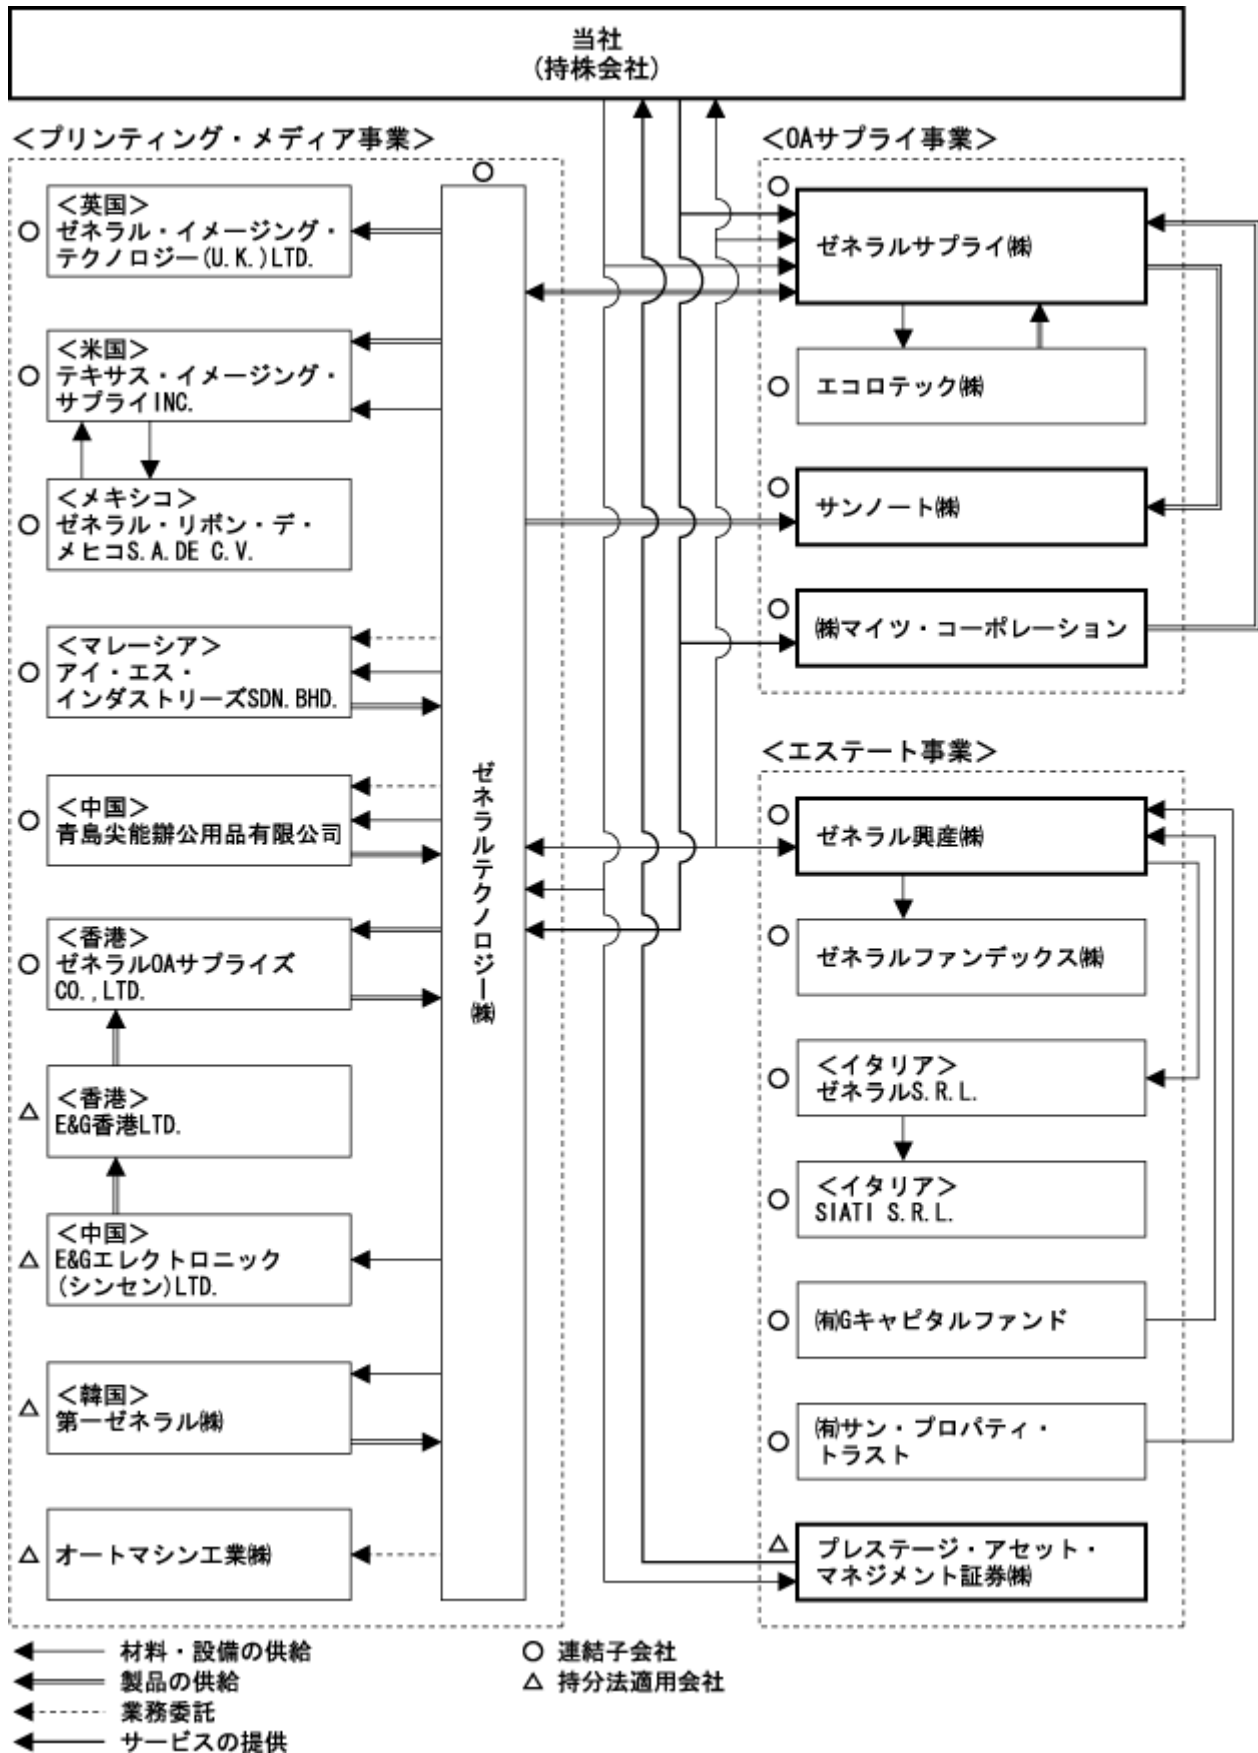 当社
(持株会社)
<プリンティング・メディア事業>
<英国>
ゼネラル・イメージング・
テクノロジー(U.K.)LTD.
<米国>
テキサス・イメージング・
サプライINC.
<メキシコ>
ゼネラル・リボン・デ・
メヒコS.A.DE C.V.
<マレーシア>
アイ・エス・
インダストリーズSDN.BHD.
<中国>
青島尖能辦公用品有限公司
<香港>
ゼネラルOAサプライズ
CO.,LTD.
<香港>
E&G香港LTD.
<中国>
E&Gエレクトロニック
(シンセン)LTD.
<韓国>
第一ゼネラル㈱
オートマシン工業㈱
ゼネラルテクノロジー㈱
<OAサプライ事業>
ゼネラルサプライ㈱
エコロテック㈱
サンノート㈱
㈱マイツ・コーポレーション
<エステート事業>
ゼネラル興産㈱
ゼネラルファンデックス㈱
<イタリア>
ゼネラルS.R.L.
<イタリア>
SIATI S.R.L.
㈲Gキャピタルファンド
㈲サン・プロパティ・
トラスト
プレステージ・アセット・
マネジメント証券㈱
材料・設備の供給
製品の供給
業務委託
サービスの提供
○ 連結子会社
△ 持分法適用会社